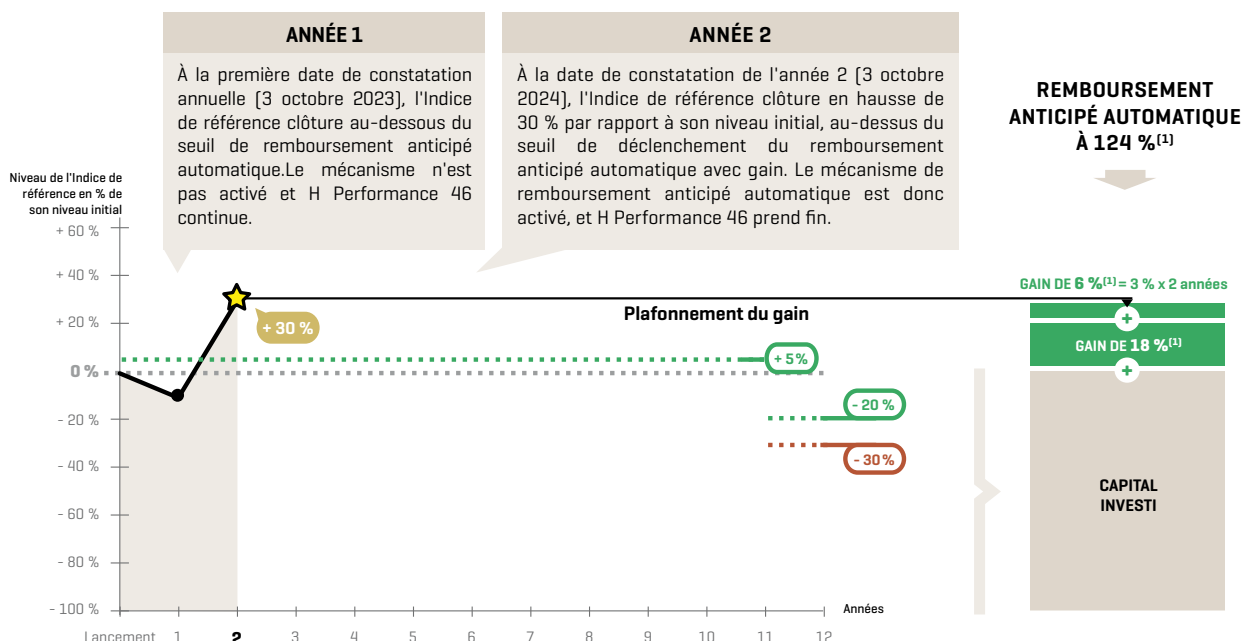 ANNÉE 1
À la première date de constatation
annuelle (3 octobre 2023), l'Indice
de référence clôture au-dessous du
seuil de remboursement anticipé
automatique.Le mécanisme n'est
pas activé et H Performance 46
continue.
ANNÉE 2
À la date de constatation de l'année 2 (3 octobre
2024), l'Indice de référence clôture en hausse de
30 % par rapport à son niveau initial, au-dessus du
seuil de déclenchement du remboursement
anticipé automatique avec gain. Le mécanisme de
remboursement anticipé automatique est donc
activé, et H Performance 46 prend fin.
REMBOURSEMENT
ANTICIPÉ AUTOMATIQUE
À 124 %(1)
Niveau de l'Indice de
référence en % de
son niveau initial
+ 60 %
+ 40 %
+ 20 %
0 %
- 20 %
- 40 %
- 60 %
- 80 %
- 100 %
+ 30 %
Plafonnement du gain
+ 5%
- 20 %
- 30%
GAIN DE 6 %(1) = 3 % x 2 années
+
GAIN DE 18 %(1)
+
CAPITAL
INVESTI
Années
Lancement 1 2 3 4 5 6 7 8 9 10 11 12